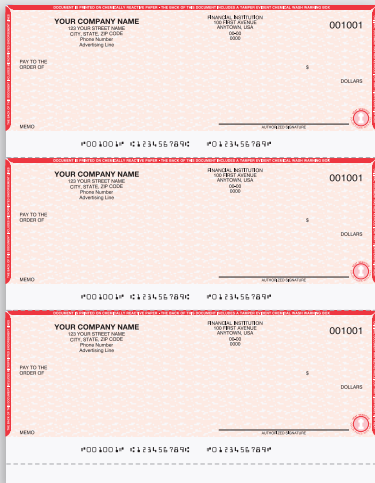 DOCUMENT IS PRINTED ON CHEMICALLY REACTIVE PAPER - THE BACK OF THIS DOCUMENT INCLUDES A TAMPER EVIDENT CHEMICAL WASH WARNING BOX
YOUR COMPANY NAME
123 YOUR STREET NAME
CITY, STATE, ZIP CODE
Phone Number
Advertising Line
FINANCIAL INSTITUTION
100 FIRST AVENUE
ANYTOWN, USA
00-00
0000
001001
PAY TO THE
ORDER OF
$
DOLLARS
MEMO
AUTHORIZED SIGNATURE
⑈001001⑈ ⑆123456789⑆ ⑈01234⑈
DOCUMENT IS PRINTED ON CHEMICALLY REACTIVE PAPER - THE BACK OF THIS DOCUMENT INCLUDES A TAMPER EVIDENT CHEMICAL WASH WARNING BOX
YOUR COMPANY NAME
123 YOUR STREET NAME
CITY, STATE, ZIP CODE
Phone Number
Advertising Line
FINANCIAL INSTITUTION
100 FIRST AVENUE
ANYTOWN, USA
00-00
0000
001001
PAY TO THE
ORDER OF
$
DOLLARS
MEMO
AUTHORIZED SIGNATURE
⑈001001⑈ ⑆123456789⑆ ⑈01234⑈
DOCUMENT IS PRINTED ON CHEMICALLY REACTIVE PAPER - THE BACK OF THIS DOCUMENT INCLUDES A TAMPER EVIDENT CHEMICAL WASH WARNING BOX
YOUR COMPANY NAME
123 YOUR STREET NAME
CITY, STATE, ZIP CODE
Phone Number
Advertising Line
FINANCIAL INSTITUTION
100 FIRST AVENUE
ANYTOWN, USA
00-00
0000
001001
PAY TO THE
ORDER OF
$
DOLLARS
MEMO
AUTHORIZED SIGNATURE
⑈001001⑈ ⑆123456789⑆ ⑈01234⑈